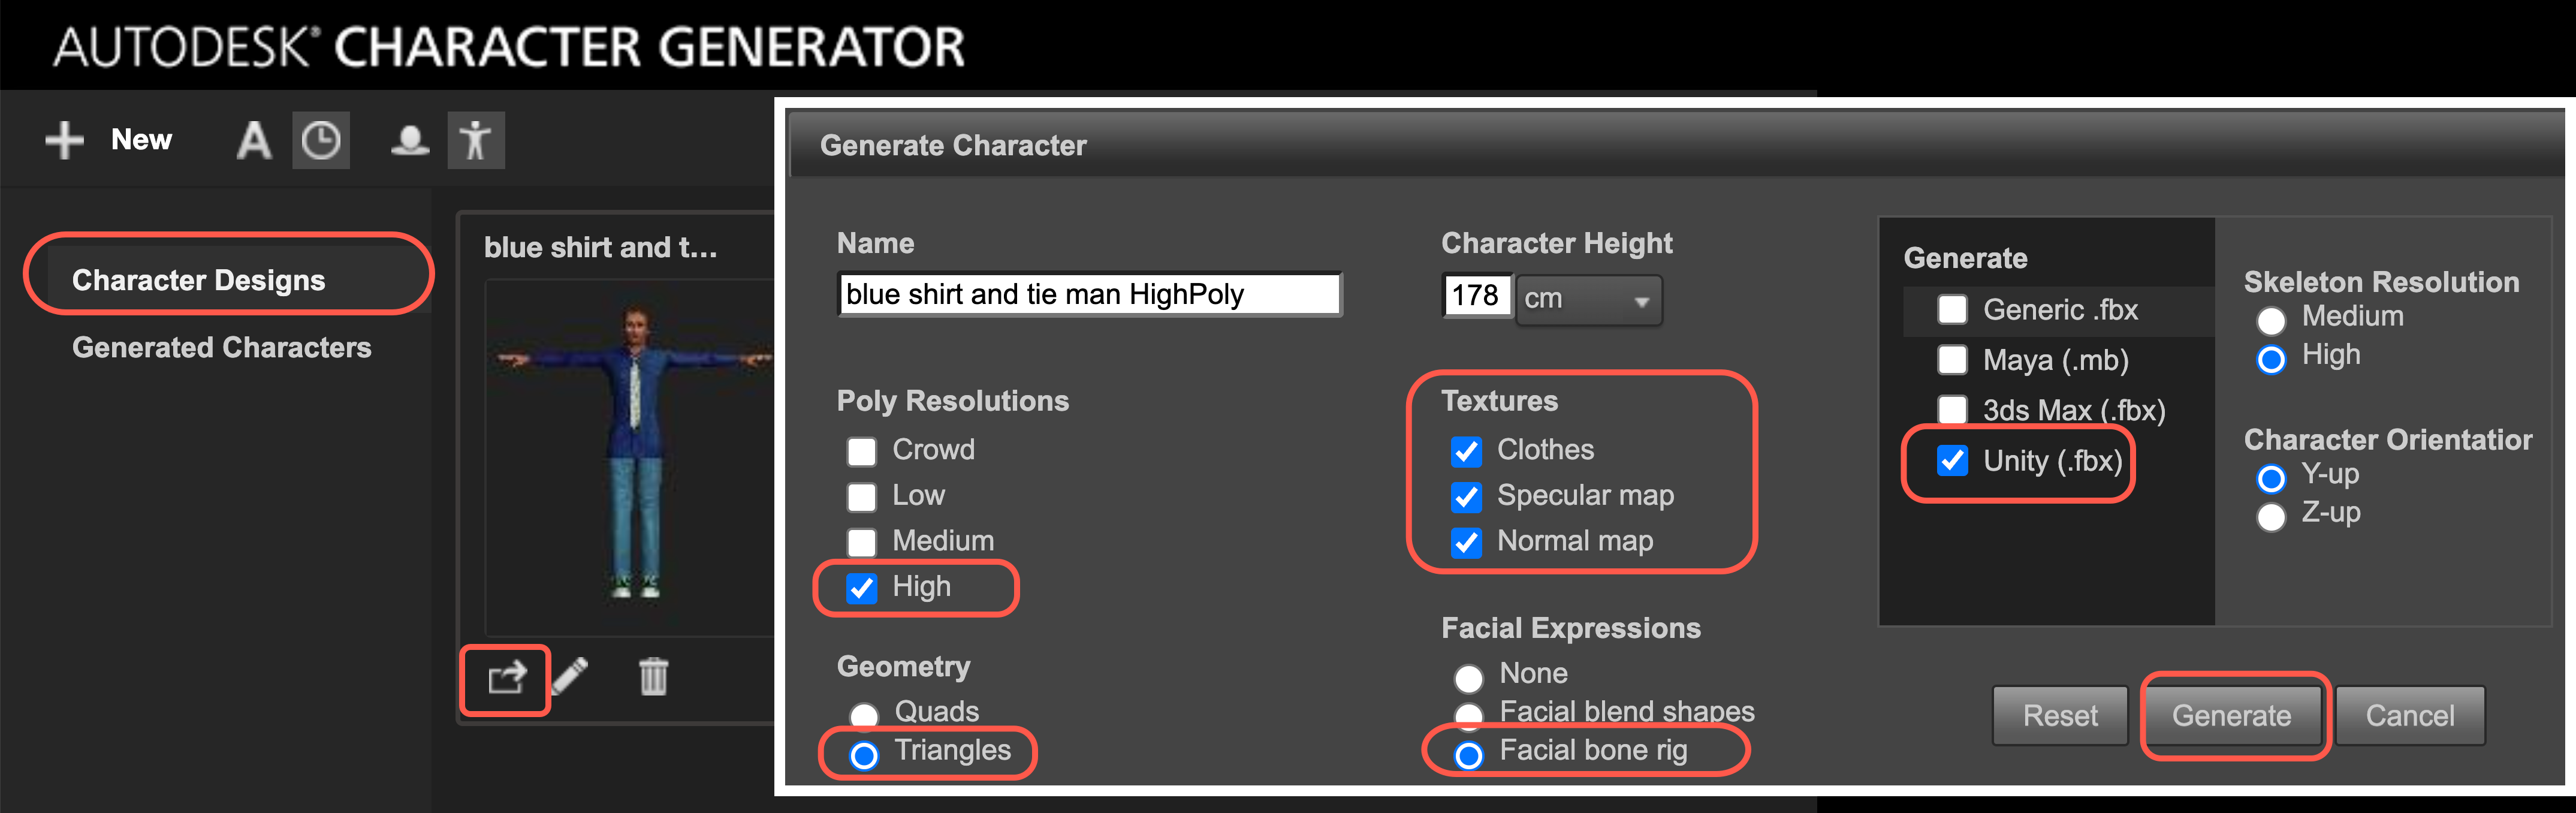 AUTODESK® CHARACTER GENERATOR
New
Character Designs
Generated Characters
blue shirt and t...
Generate Character
Name
blue shirt and tie man HighPoly
Character Height
178 cm
Poly Resolutions
Crowd
Low
Medium
High
Geometry
Quads
Triangles
Textures
Clothes
Specular map
Normal map
Facial Expressions
None
Facial blend shapes
Facial bone rig
Generate
Generic .fbx
Maya (.mb)
3ds Max (.fbx)
Unity (.fbx)
Skeleton Resolution
Medium
High
Character Orientation
Y-up
Z-up
Reset Generate Cancel